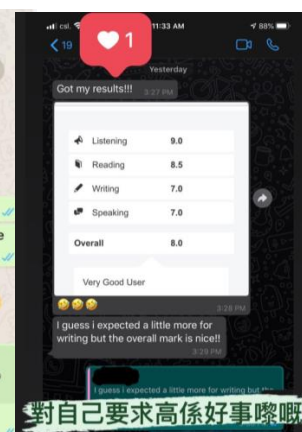 csl.
11:33 AM
88%
19
1
Yesterday
Got my results!!!
3:27 PM
Listening 9.0
Reading 8.5
Writing 7.0
Speaking 7.0
Overall 8.0
Very Good User
3:28 PM
I guess i expected a little more for
writing but the overall mark is nice!!
3:29 PM
I guess i expected a little more for writing but the
對自己要求高係好事嚟嘅